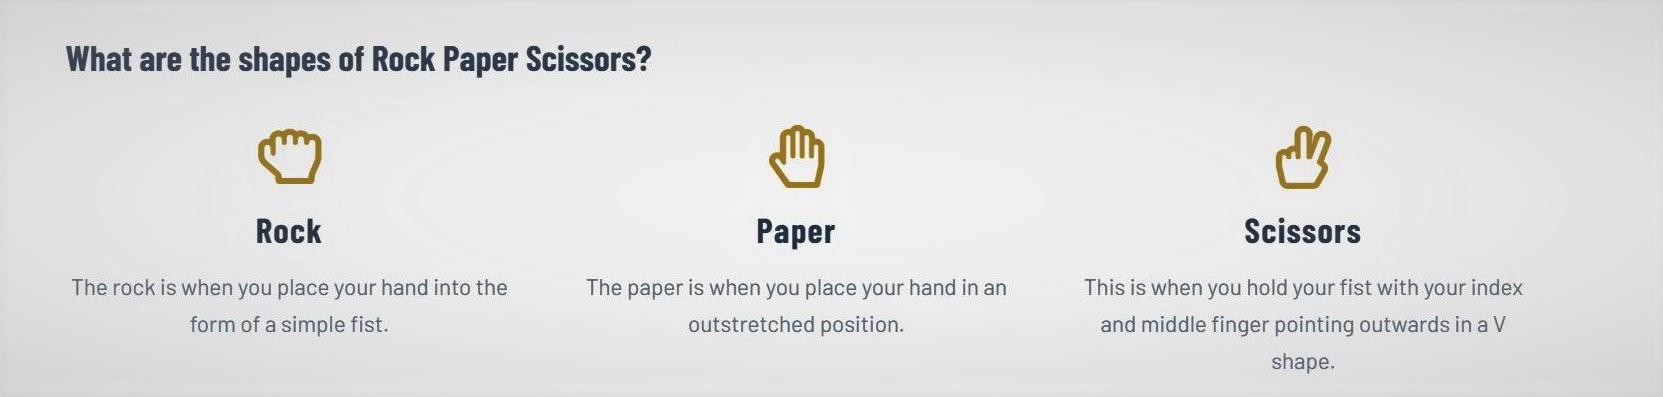 What are the shapes of Rock Paper Scissors?
Rock
The rock is when you place your hand into the
form of a simple fist.
Paper
The paper is when you place your hand in an
outstretched position.
Scissors
This is when you hold your fist with your index
and middle finger pointing outwards in a V
shape.